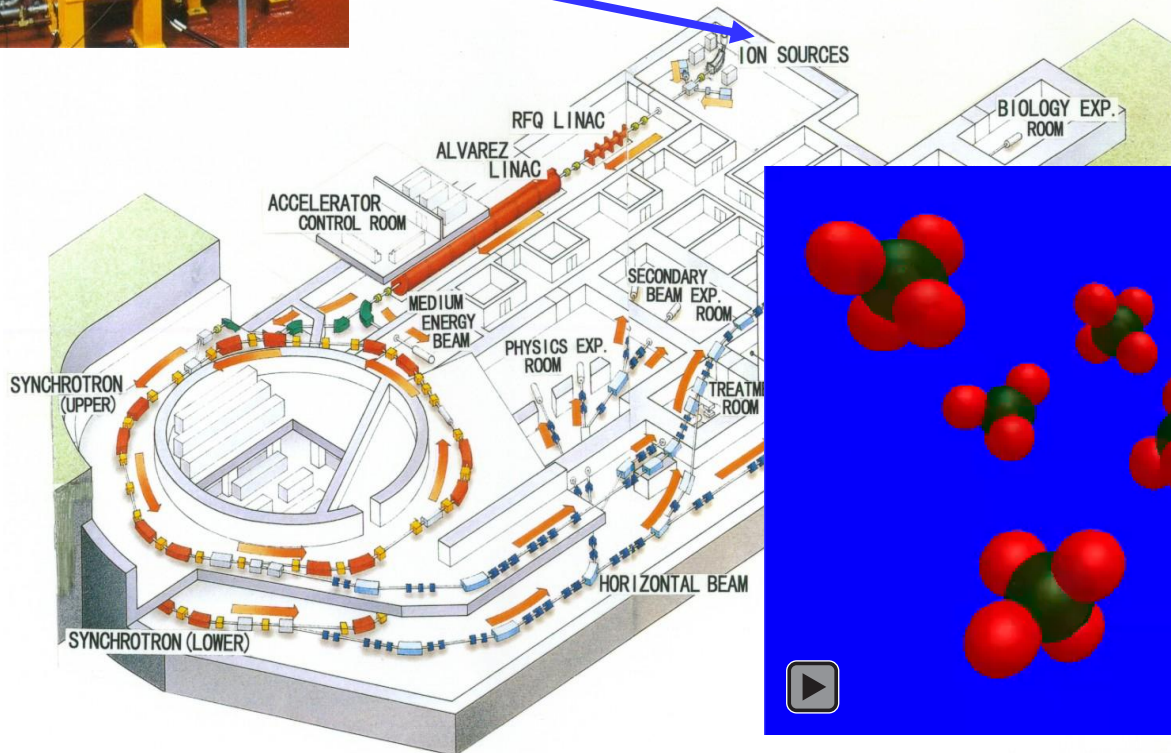 ION SOURCES
BIOLOGY EXP.
ROOM
RFQ LINAC
ALVAREZ
LINAC
ACCELERATOR
CONTROL ROOM
SECONDARY
BEAM EXP.
ROOM
MEDIUM
ENERGY
BEAM
PHYSICS EXP.
ROOM
SYNCHROTRON
(UPPER)
ROOM
HORIZONTAL BEAM
SYNCHROTRON (LOWER)